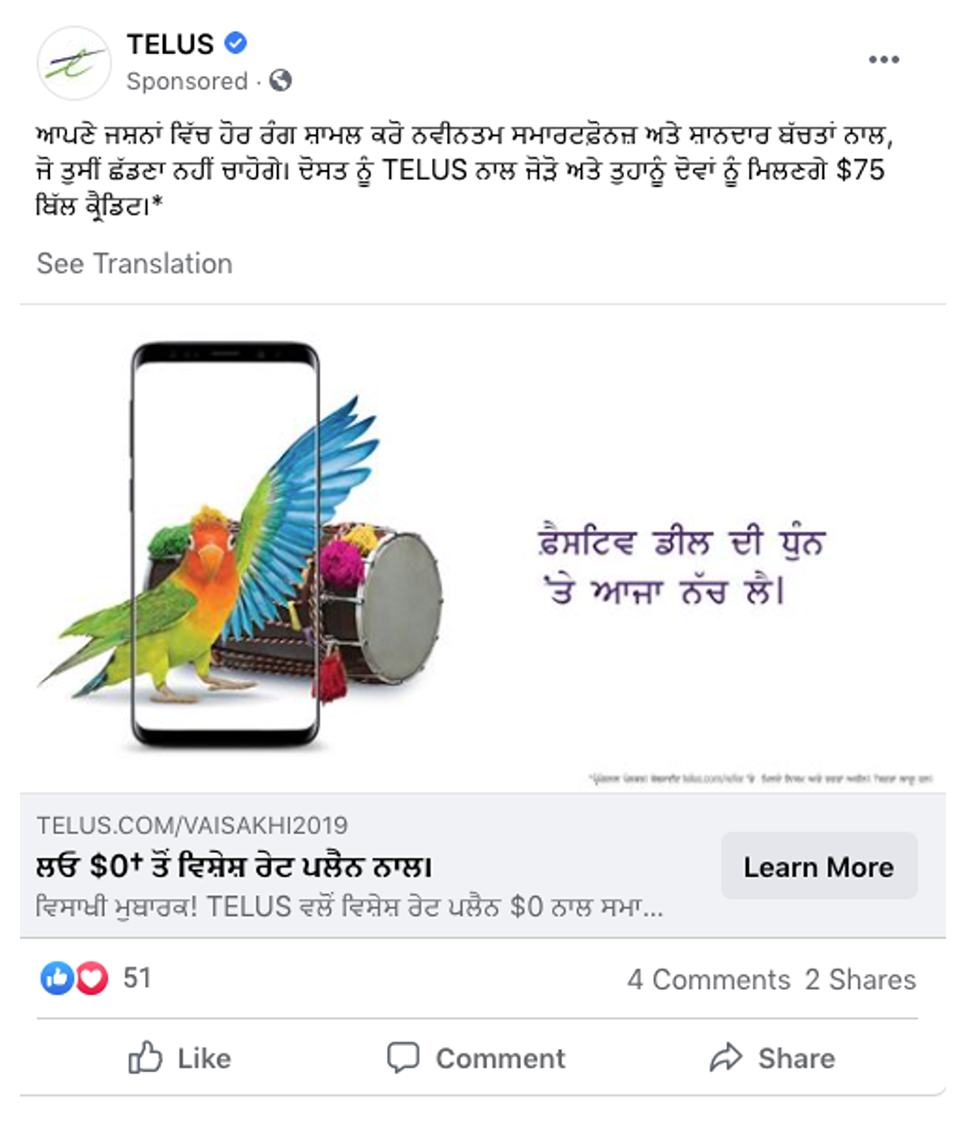 TELUS
Sponsored ·
ਆਪਣੇ ਜਸ਼ਨਾਂ ਵਿੱਚ ਹੋਰ ਰੰਗ ਸ਼ਾਮਲ ਕਰੋ ਨਵੀਨਤਮ ਸਮਾਰਟਫ਼ੋਨਜ਼ ਅਤੇ ਸ਼ਾਨਦਾਰ ਬੱਚਤਾਂ ਨਾਲ,
ਜੋ ਤੁਸੀਂ ਛੱਡਣਾ ਨਹੀਂ ਚਾਹੋਗੇ। ਦੋਸਤ ਨੂੰ TELUS ਨਾਲ ਜੋੜੋ ਅਤੇ ਤੁਹਾਨੂੰ ਦੋਵਾਂ ਨੂੰ ਮਿਲਣਗੇ $75
ਬਿੱਲ ਕ੍ਰੈਡਿਟ।*
See Translation
ਫ਼ੈਸਟਿਵ ਡੀਲ ਦੀ ਧੁੰਨ
'ਤੇ ਆਜਾ ਨੱਚ ਲੈ।
TELUS.COM/VAISAKHI2019
ਲਓ $0† ਤੋਂ ਵਿਸ਼ੇਸ਼ ਰੇਟ ਪਲੈਨ ਨਾਲ।
Learn More
ਵਿਸਾਖੀ ਮੁਬਾਰਕ! TELUS ਵਲੋਂ ਵਿਸ਼ੇਸ਼ ਰੇਟ ਪਲੈਨ $0 ਨਾਲ ਸਮਾ...
51
4 Comments 2 Shares
Like
Comment
Share